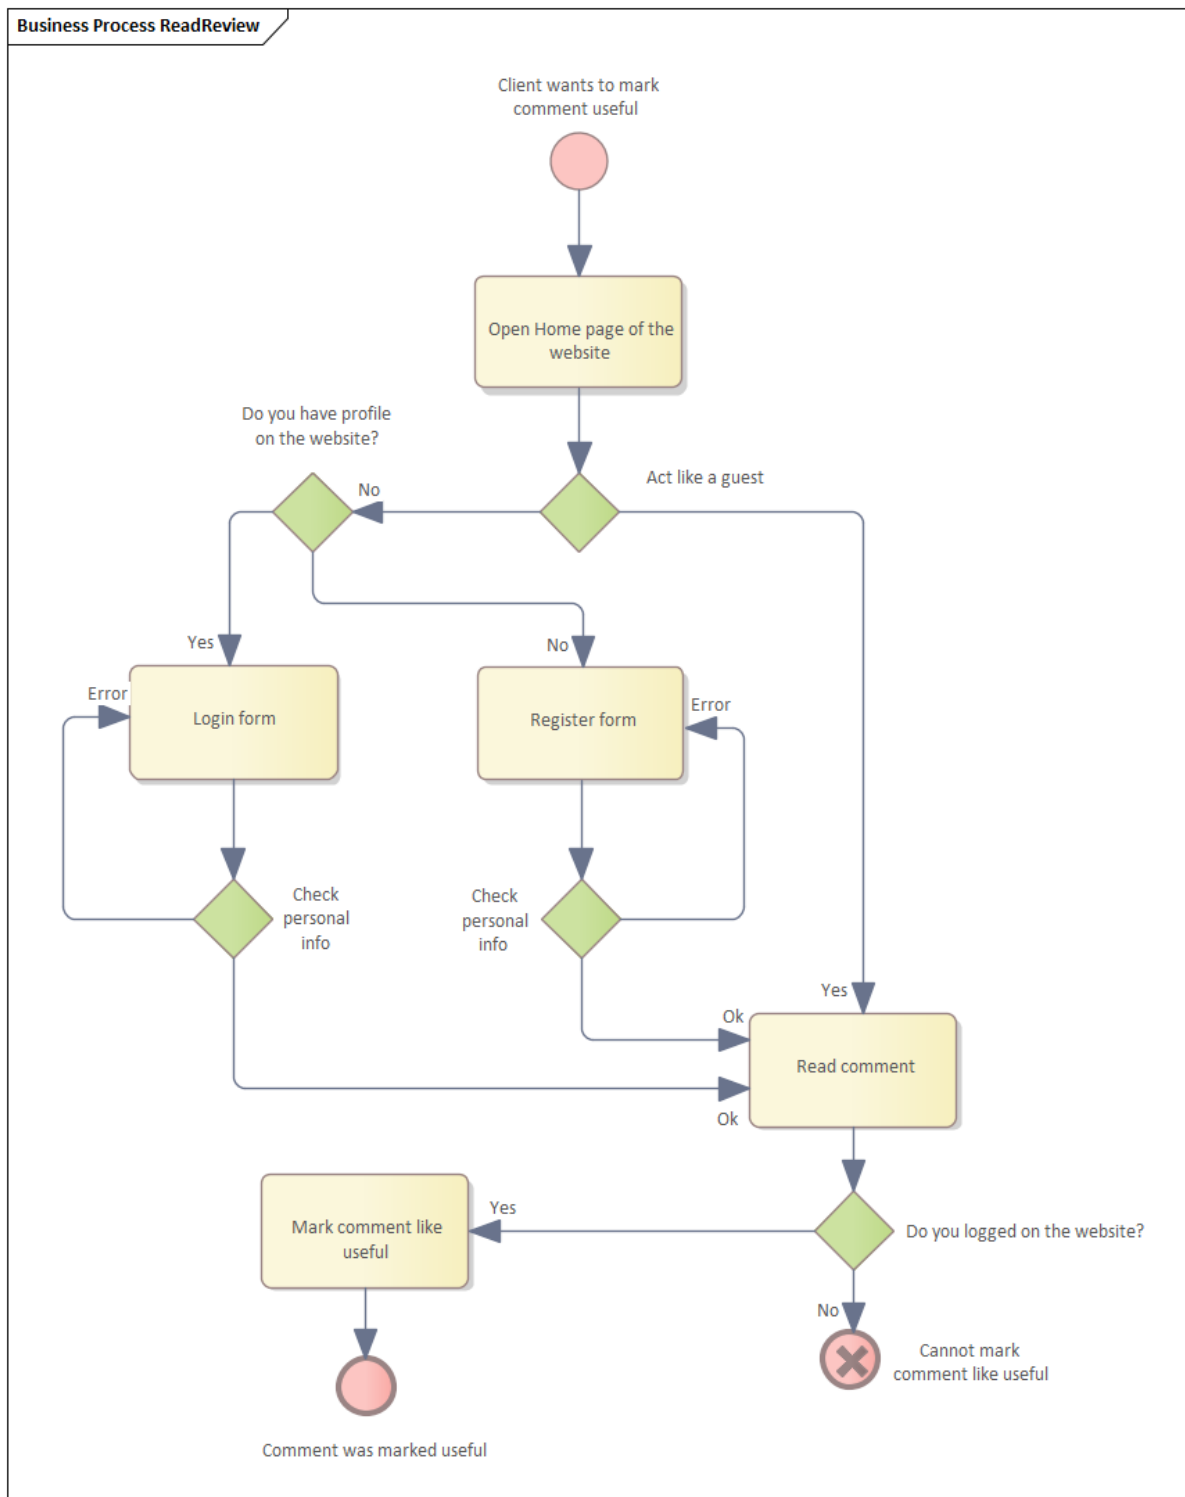 Business Process ReadReview
Client wants to mark
comment useful
Open Home page of the
website
Do you have profile
on the website?
No
Act like a guest
Yes
No
Error
Login form
Register form
Error
Check
personal
info
Check
personal
info
Yes
Ok
Read comment
Ok
Mark comment like
useful
Yes
Do you logged on the website?
No
Cannot mark
comment like useful
Comment was marked useful